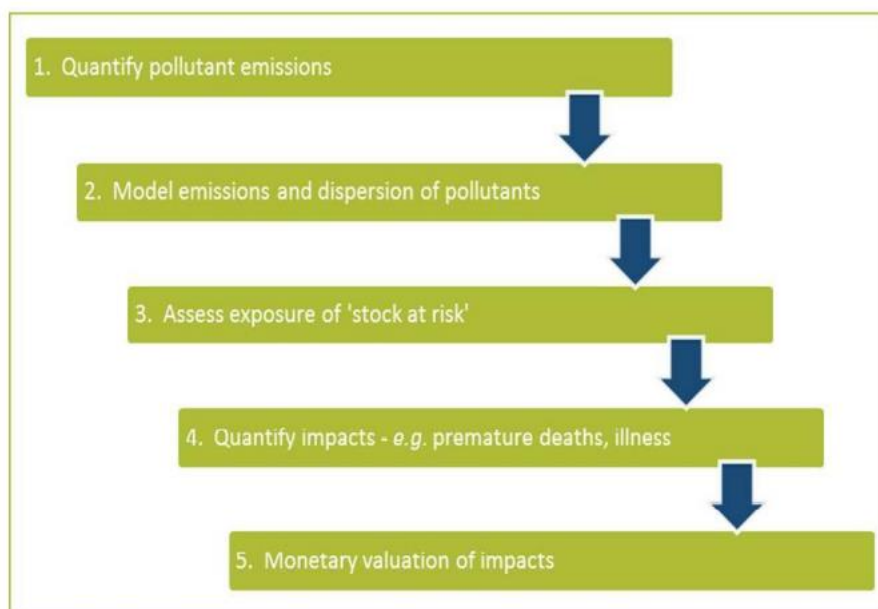 1. Quantify pollutant emissions
2. Model emissions and dispersion of pollutants
3. Assess exposure of 'stock at risk'
4. Quantify impacts - e.g. premature deaths, illness
5. Monetary valuation of impacts